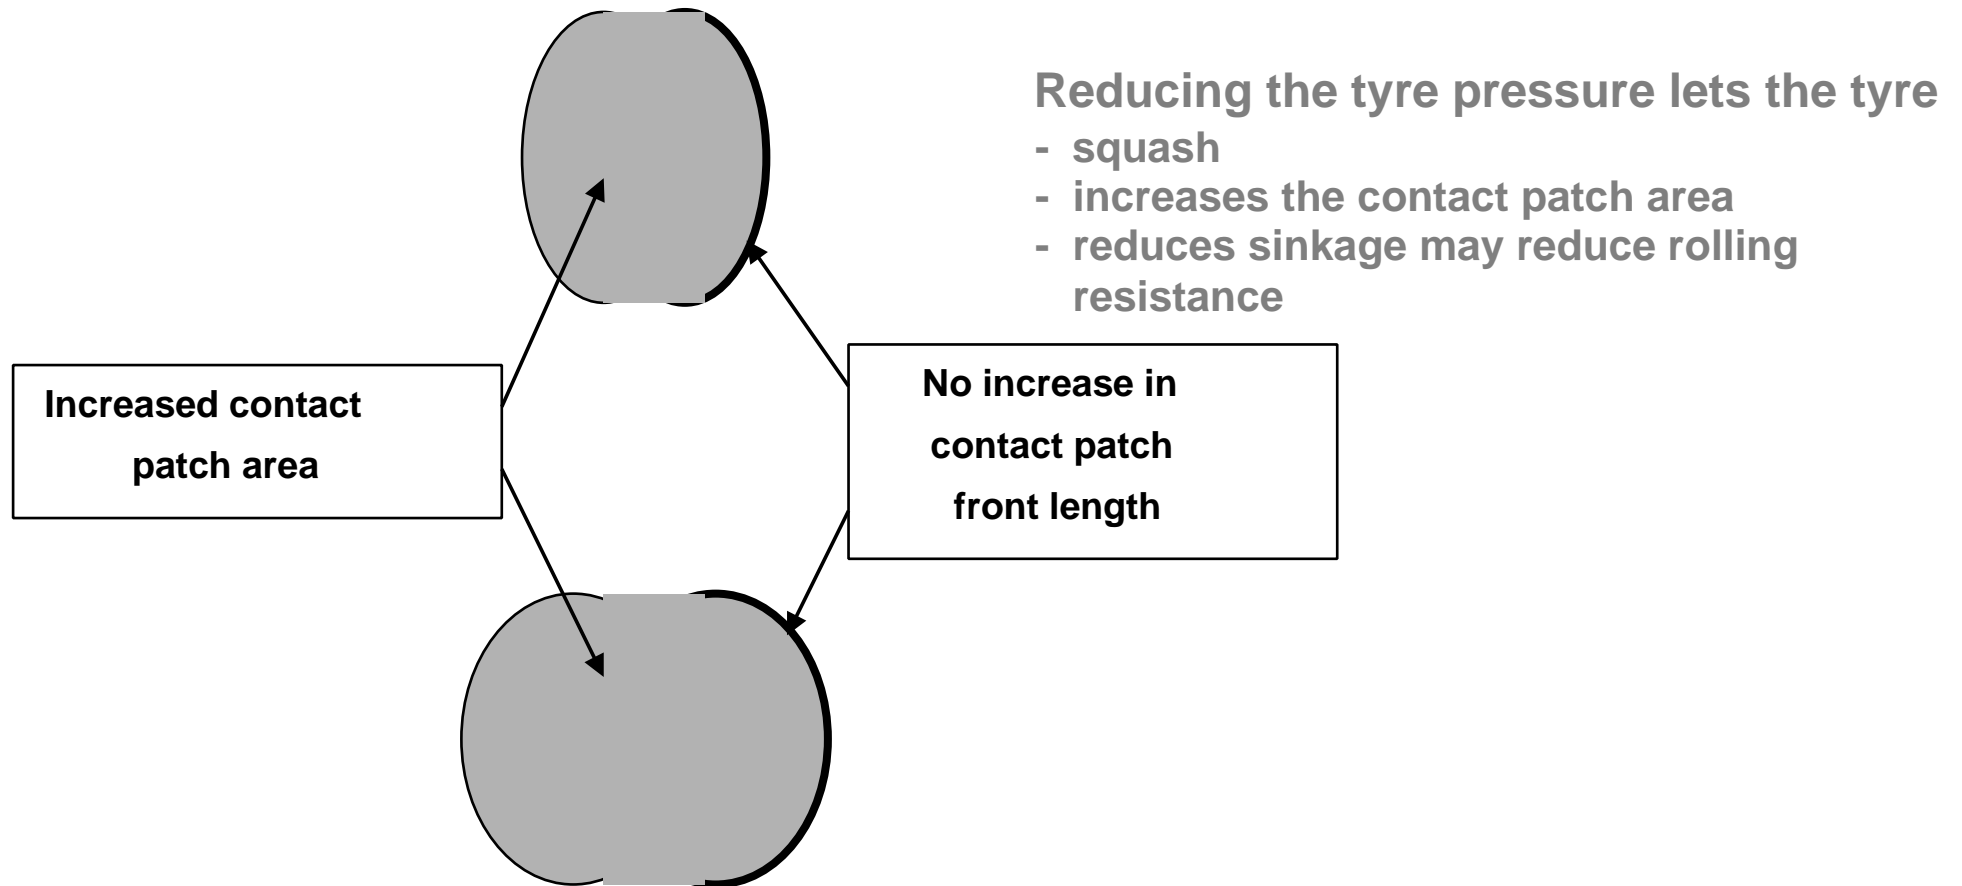 Reducing the tyre pressure lets the tyre
- squash
- increases the contact patch area
- reduces sinkage may reduce rolling
resistance
Increased contact
patch area
No increase in
contact patch
front length